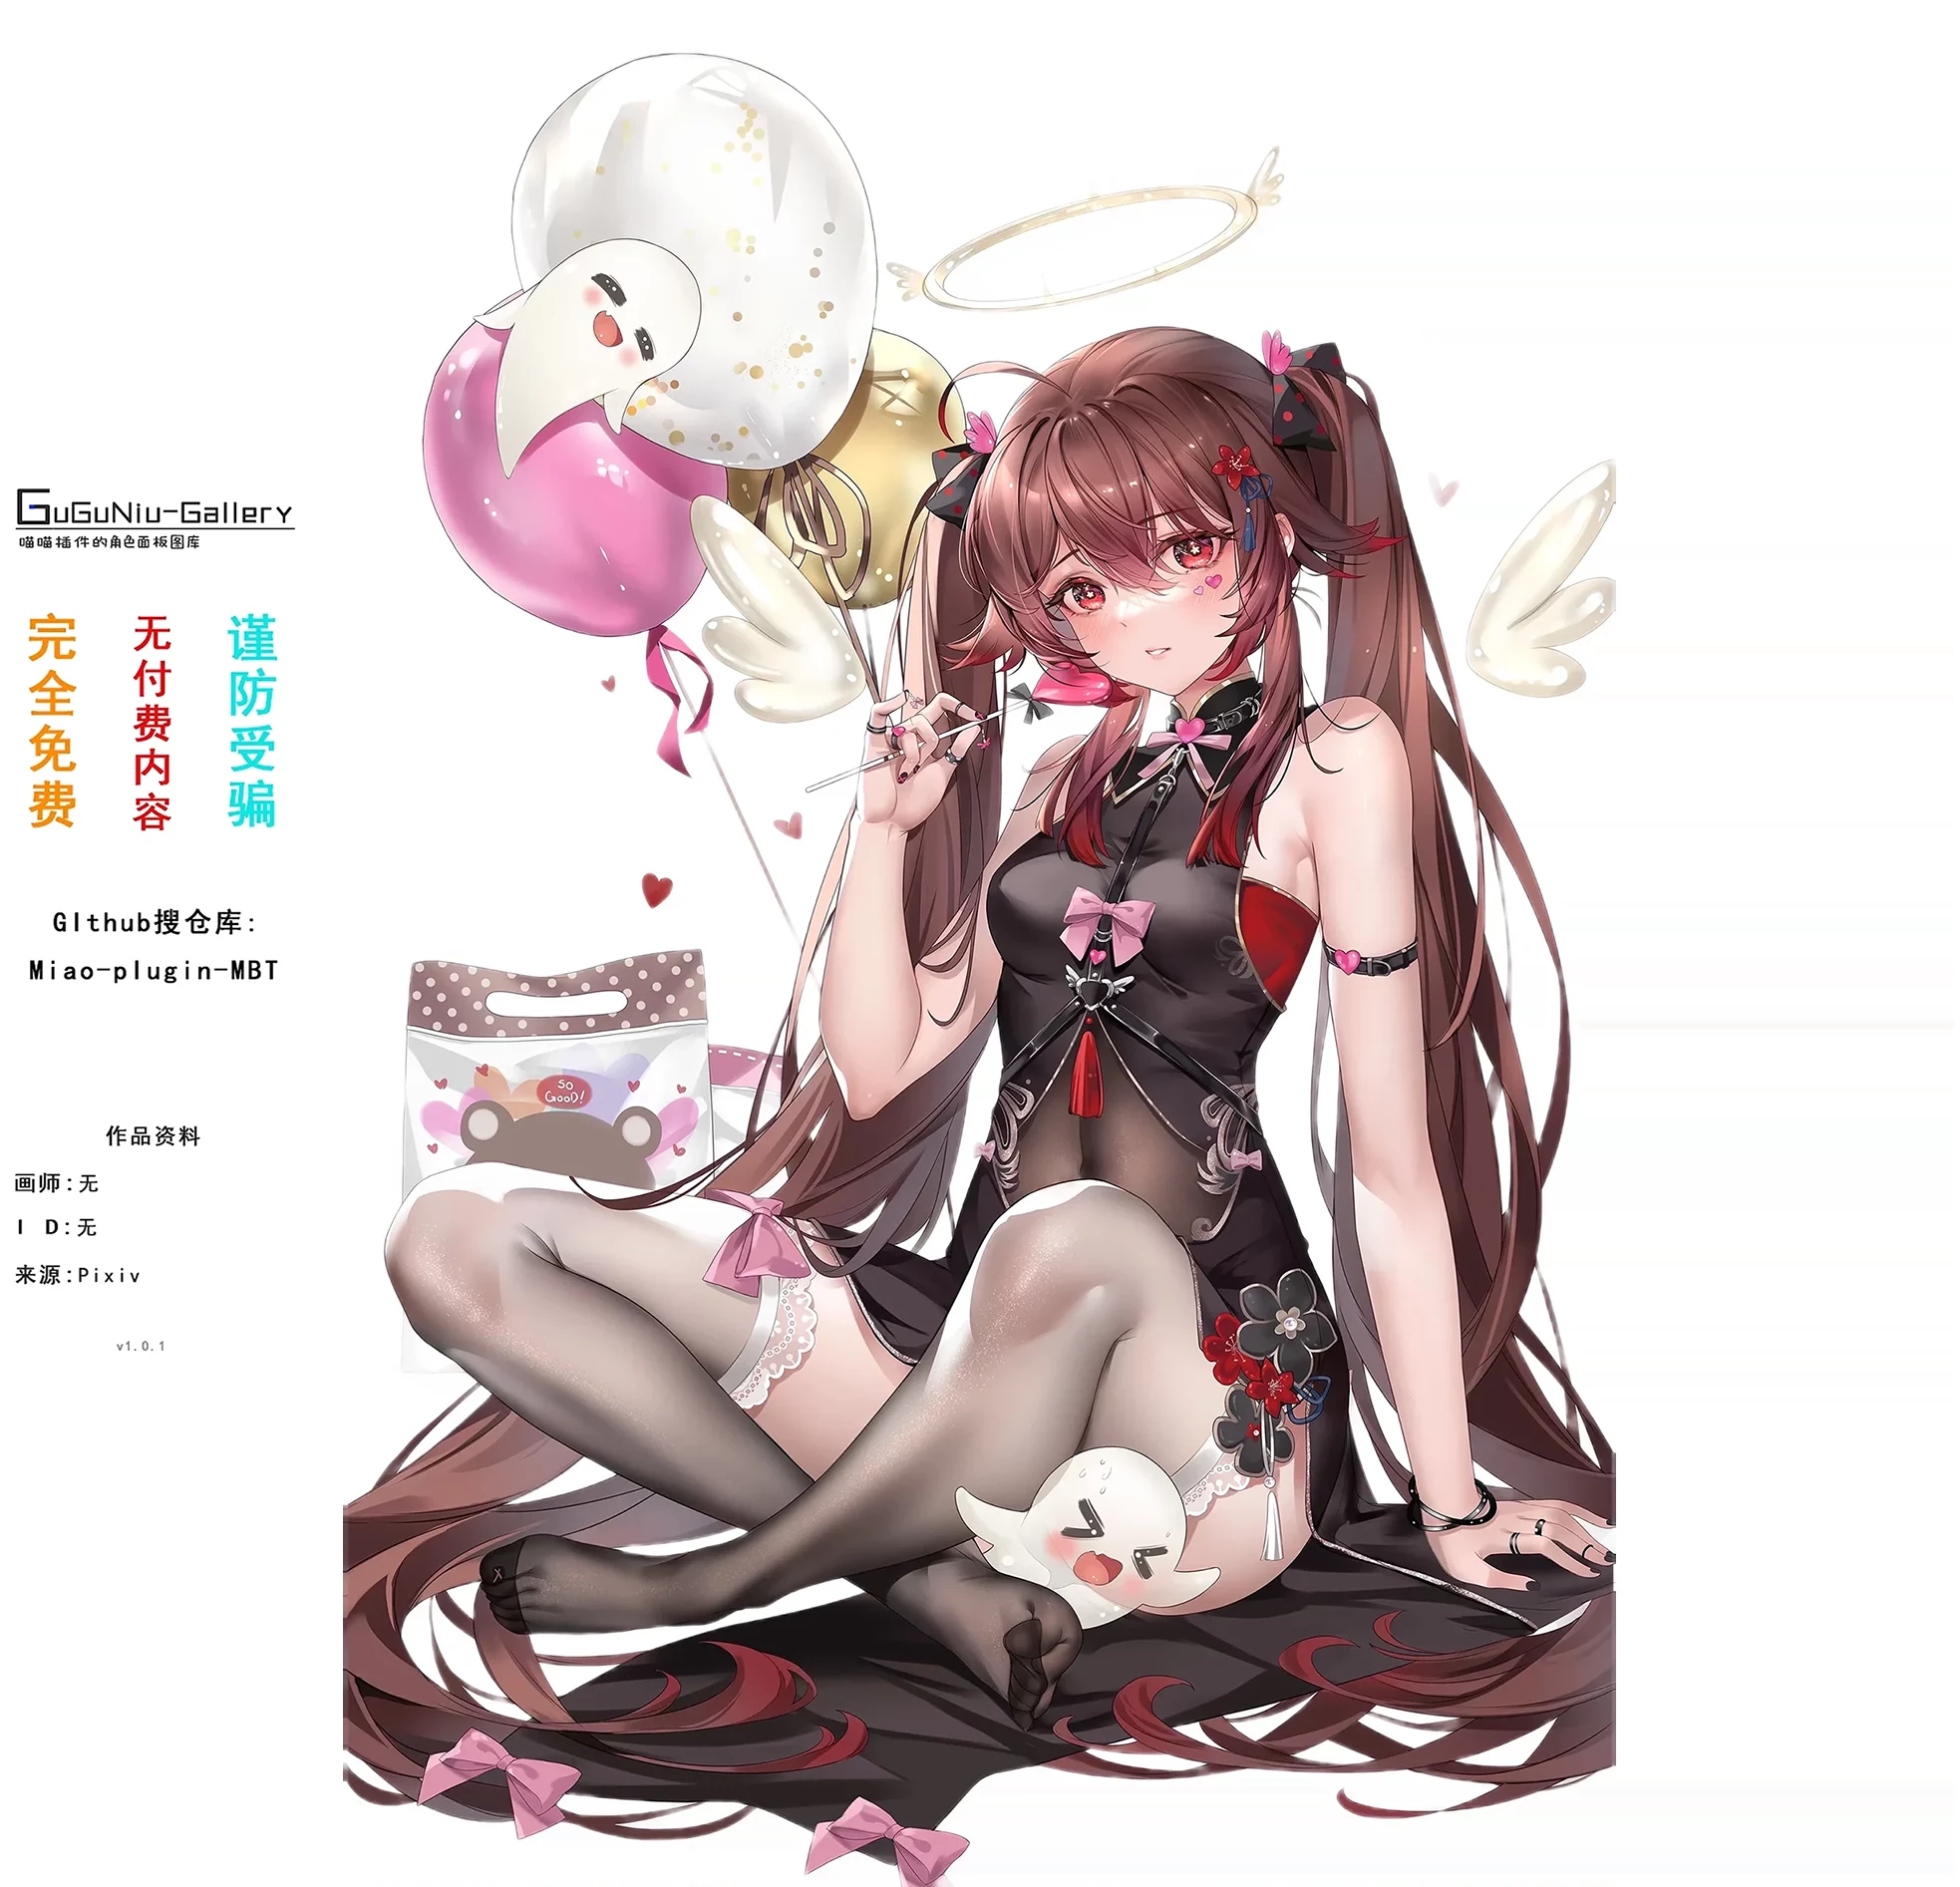 GuGuNiu-Gallery
喵喵插件的角色面板图库
完全免费
无付费内容
谨防受骗
GIthub搜仓库:
Miao-plugin-MBT
作品资料
画师:无
I D:无
来源:Pixiv
v1.0.1
SO
GOOD!